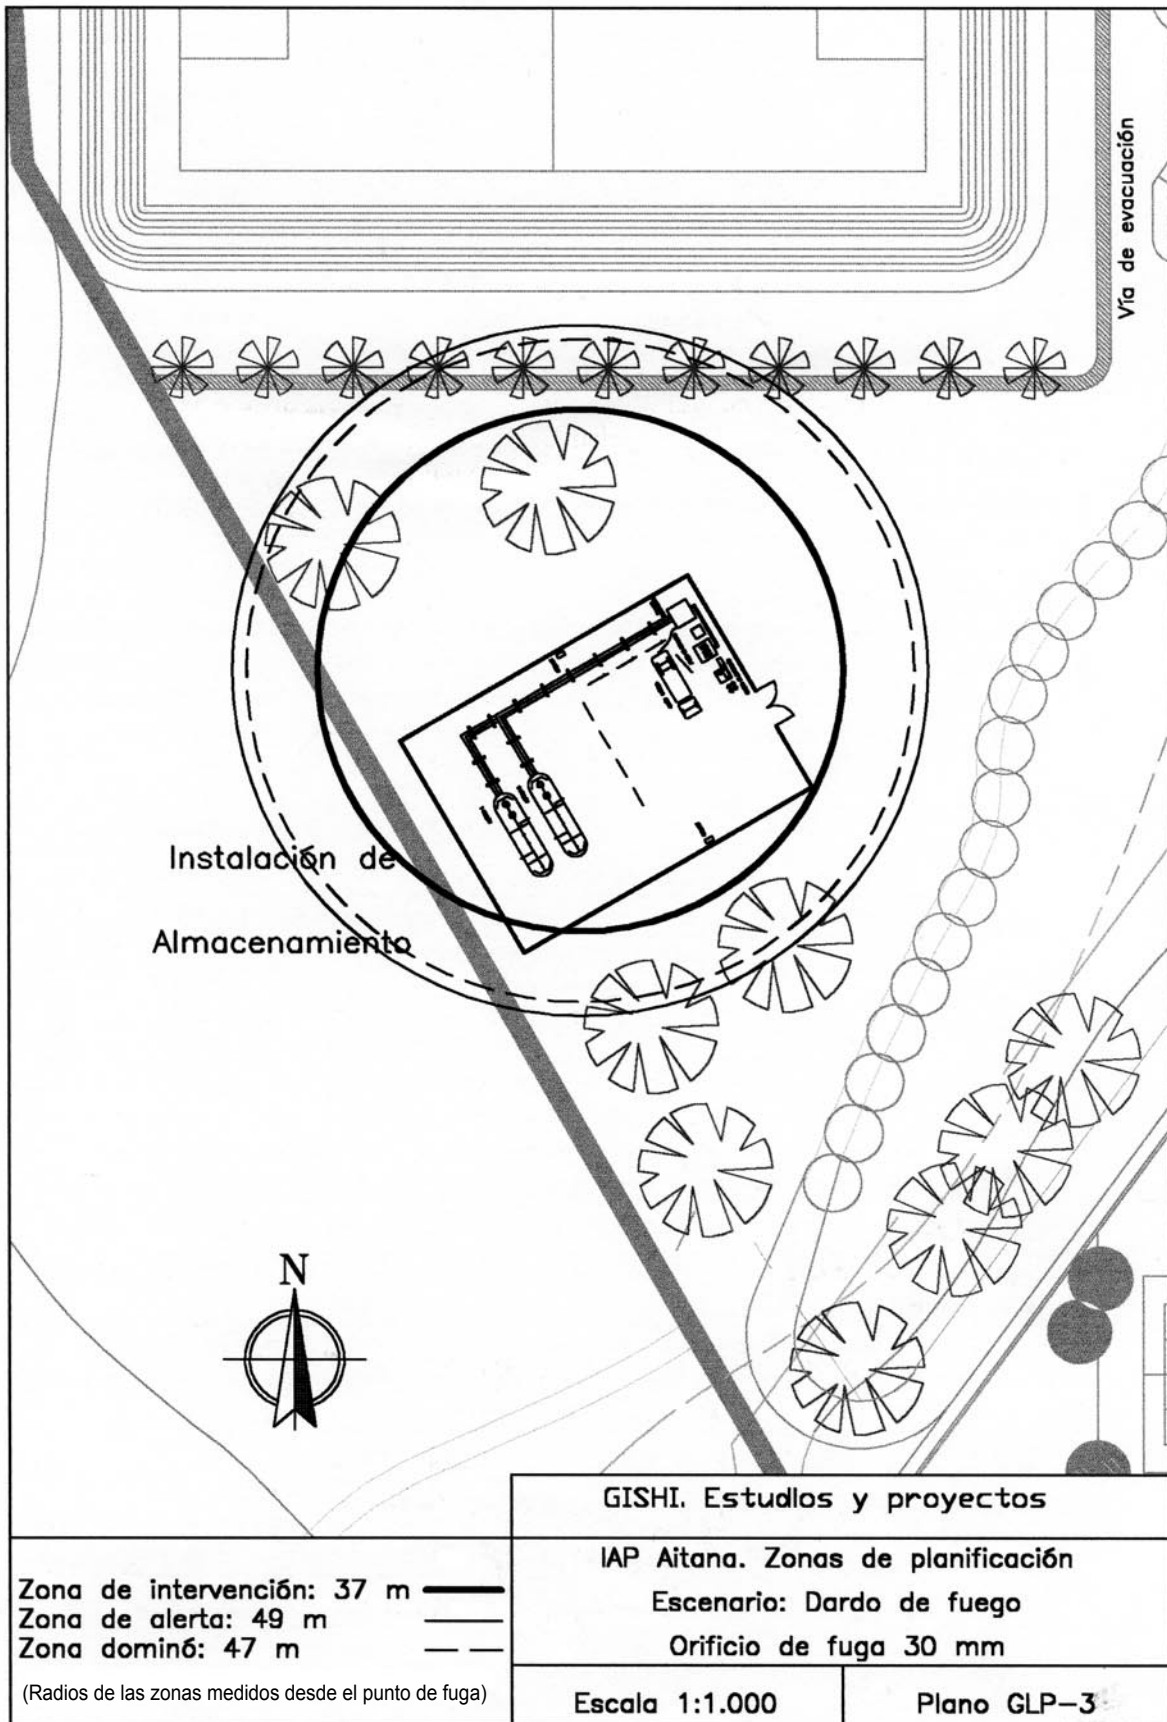 Vía de evacuación
Instalación de
Almacenamiento
N
GISHI. Estudios y proyectos
IAP Aitana. Zonas de planificación
Escenario: Dardo de fuego
Orificio de fuga 30 mm
Zona de intervención: 37 m
Zona de alerta: 49 m
Zona dominó: 47 m
(Radios de las zonas medidos desde el punto de fuga)
Escala 1:1.000
Plano GLP-3